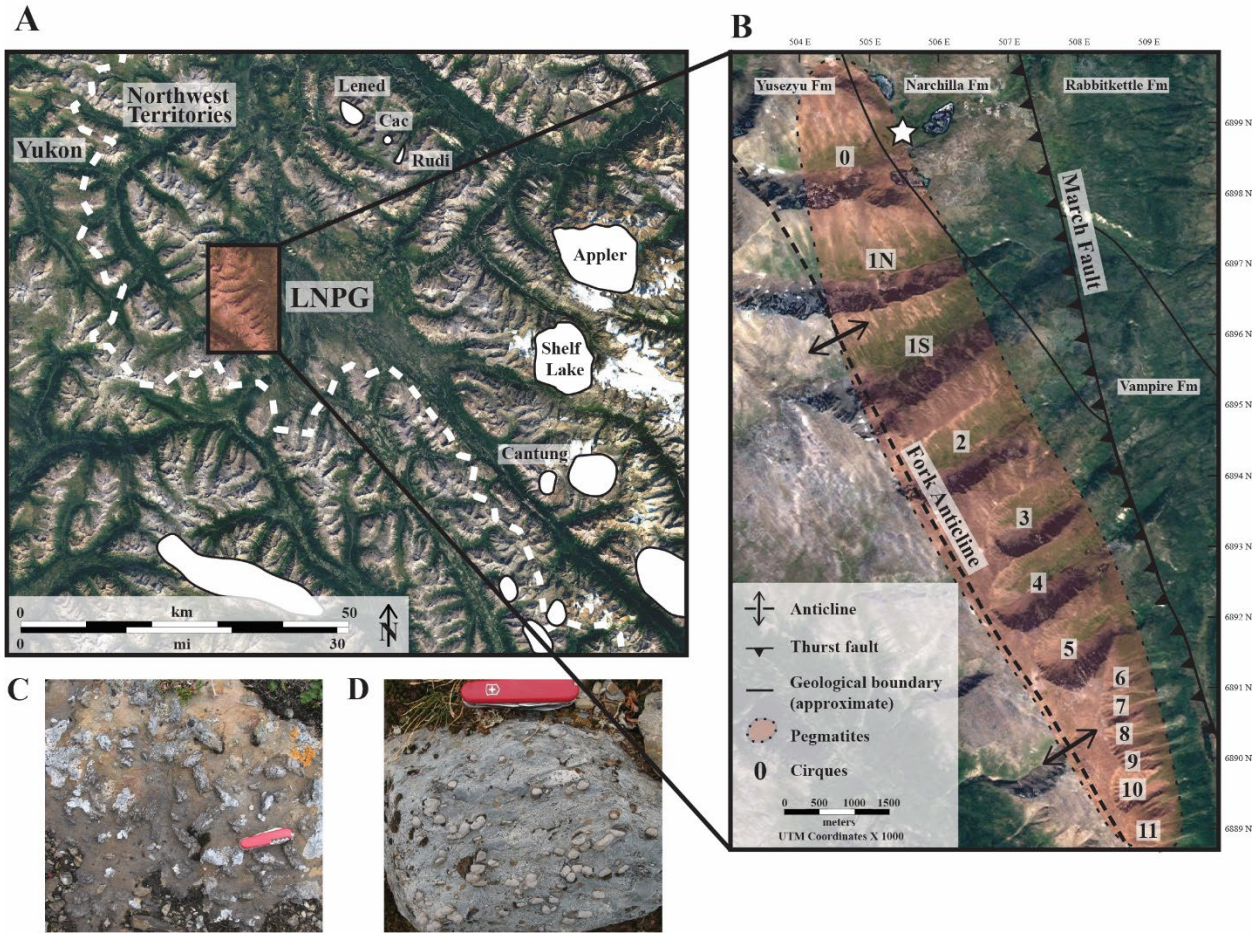 A
B
Northwest
Territories
Yukon
Lened
Cac
Rudi
LNPG
Appler
Shelf
Lake
Cantung
0 km 50
0 mi 30
N
504 E 505 E 506 E 507 E 508 E 509 E
Yusezyu Fm
Narchilla Fm
Rabbitkettle Fm
6899 N
0
6898 N
March Fault
1N
6897 N
6896 N
1S
Vampire Fm
6895 N
2
Fork Anticline
6894 N
3
6893 N
4
6892 N
5
6
6891 N
7
8
6890 N
9
10
11
6889 N
Anticline
Thurst fault
Geological boundary
(approximate)
Pegmatites
0 Cirques
0 500 1000 1500
meters
UTM Coordinates X 1000
C
D